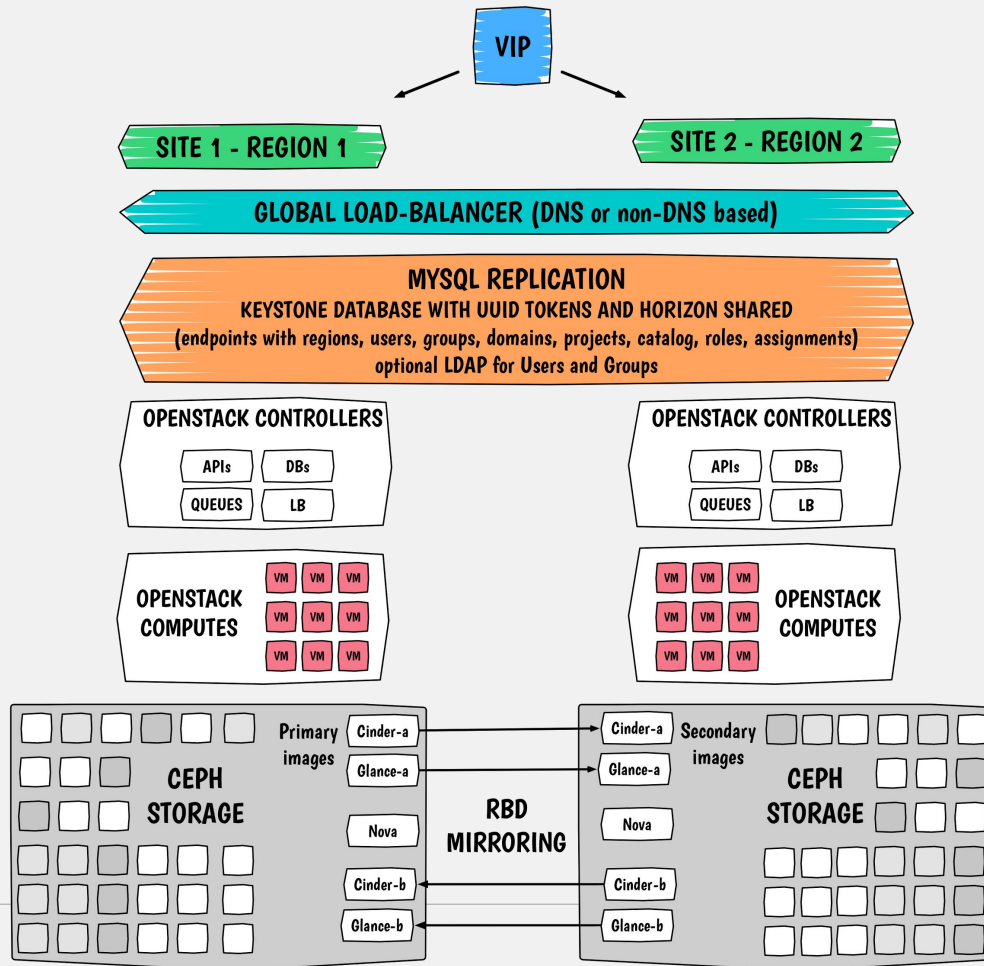 VIP
SITE 1 - REGION 1
SITE 2 - REGION 2
GLOBAL LOAD-BALANCER (DNS or non-DNS based)
MYSQL REPLICATION
KEYSTONE DATABASE WITH UUID TOKENS AND HORIZON SHARED
(endpoints with regions, users, groups, domains, projects, catalog, roles, assignments)
optional LDAP for Users and Groups
OPENSTACK CONTROLLERS
APIs
DBs
QUEUES
LB
OPENSTACK CONTROLLERS
APIs
DBs
QUEUES
LB
OPENSTACK
COMPUTES
VM VM VM
VM VM VM
VM VM VM
VM VM VM
VM VM VM
VM VM VM
OPENSTACK
COMPUTES
CEPH
STORAGE
Primary
images
Cinder-a
Glance-a
Nova
Cinder-b
Glance-b
RBD
MIRRORING
Cinder-a
Glance-a
Nova
Cinder-b
Glance-b
Secondary
images
CEPH
STORAGE